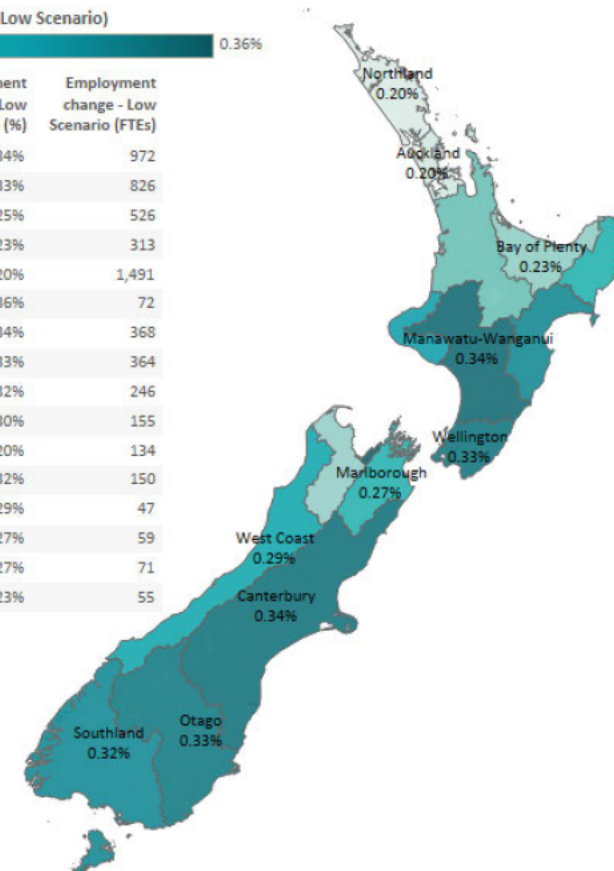 Low Scenario)
0.36%
ment Employment
Low change - Low
(%) Scenario (FTEs)
34% 972
33% 826
25% 526
23% 313
20% 1,491
36% 72
34% 368
33% 364
32% 246
30% 155
20% 134
32% 150
29% 47
27% 59
27% 71
23% 55
Northland
0.20%
Auckland
0.20%
Bay of Plenty
0.23%
Manawatu-Wanganui
0.34%
Wellington
0.33%
Marlborough
0.27%
West Coast
0.29%
Canterbury
0.34%
Otago
0.33%
Southland
0.32%